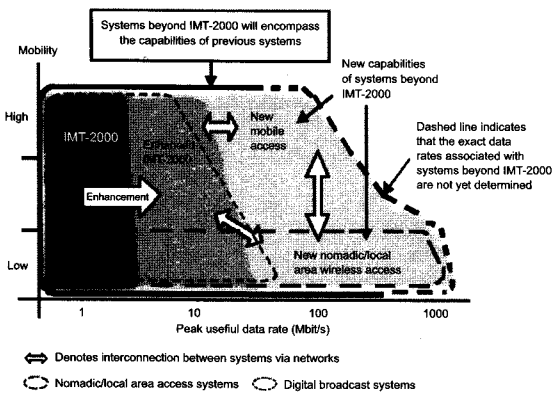 Systems beyond IMT-2000 will encompass
the capabilities of previous systems
Mobility
High
Low
IMT-2000
Enhanced
IMT-2000
Enhancement
New
mobile
access
New capabilities
of systems beyond
IMT-2000
Dashed line indicates
that the exact data
rates associated with
systems beyond IMT-2000
are not yet determined
New nomadic/local
area wireless access
1 10 100 1000
Peak useful data rate (Mbit/s)
Denotes interconnection between systems via networks
Nomadic/local area access systems Digital broadcast systems